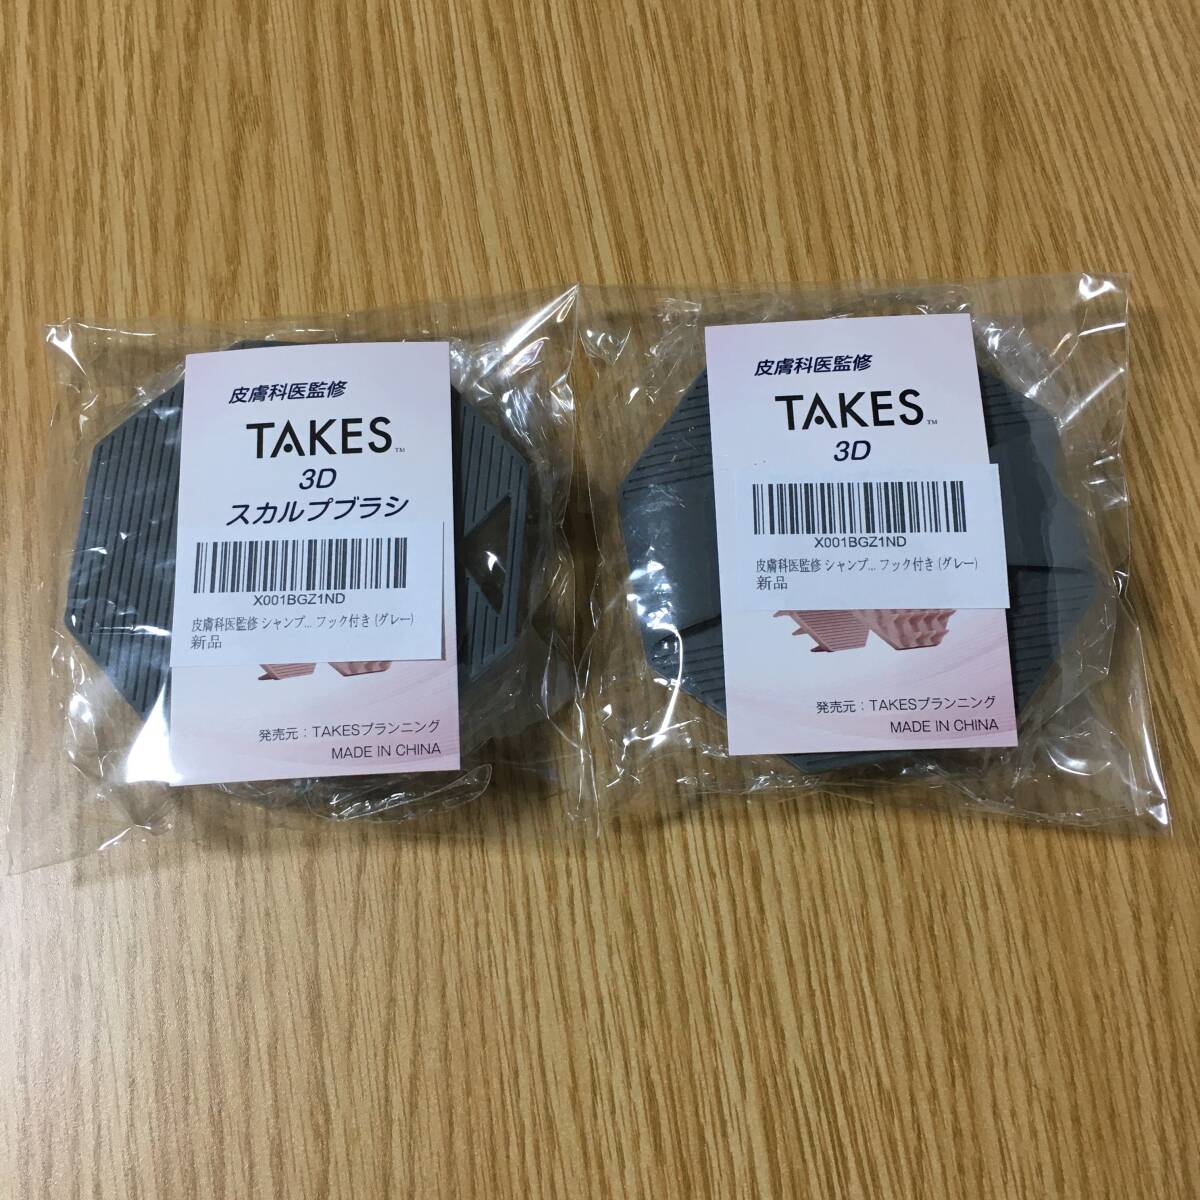 皮膚科医監修
TAKES™
3D
スカルプブラシ
X001BGZ1ND
皮膚科医監修 シャンプ... フック付き (グレー)
新品
発売元：TAKESプランニング
MADE IN CHINA
皮膚科医監修
TAKES™
3D
X001BGZ1ND
皮膚科医監修 シャンプ... フック付き (グレー)
新品
発売元：TAKESプランニング
MADE IN CHINA